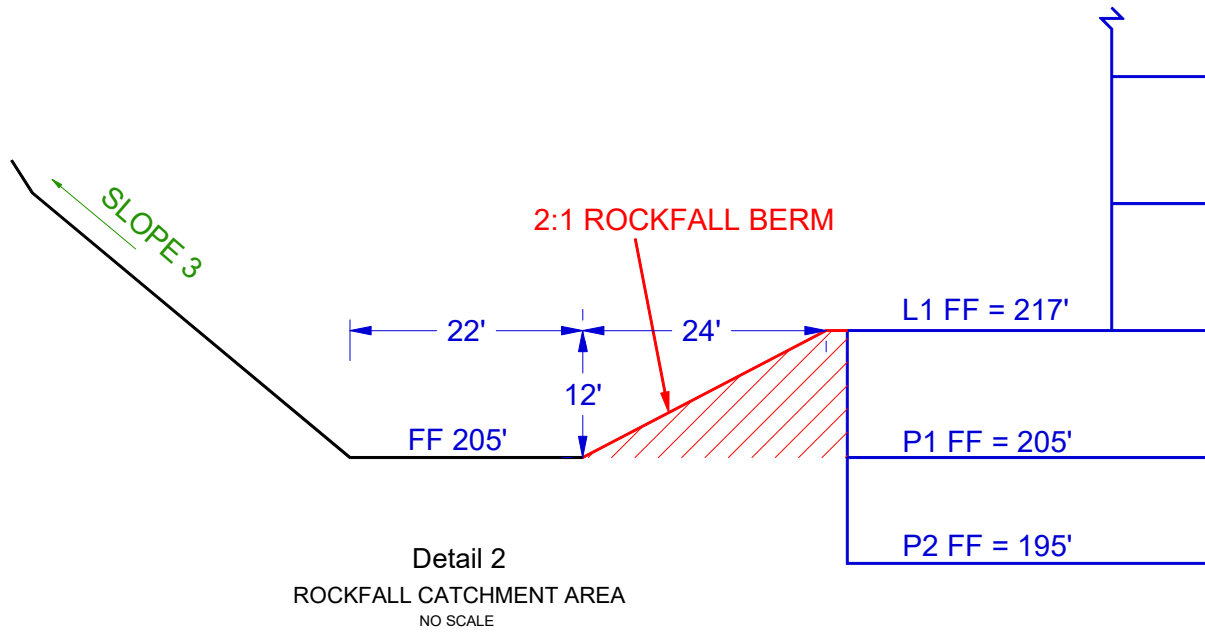 SLOPE 3
2:1 ROCKFALL BERM
L1 FF = 217'
22'
24'
12'
FF 205'
P1 FF = 205'
P2 FF = 195'
Detail 2
ROCKFALL CATCHMENT AREA
NO SCALE